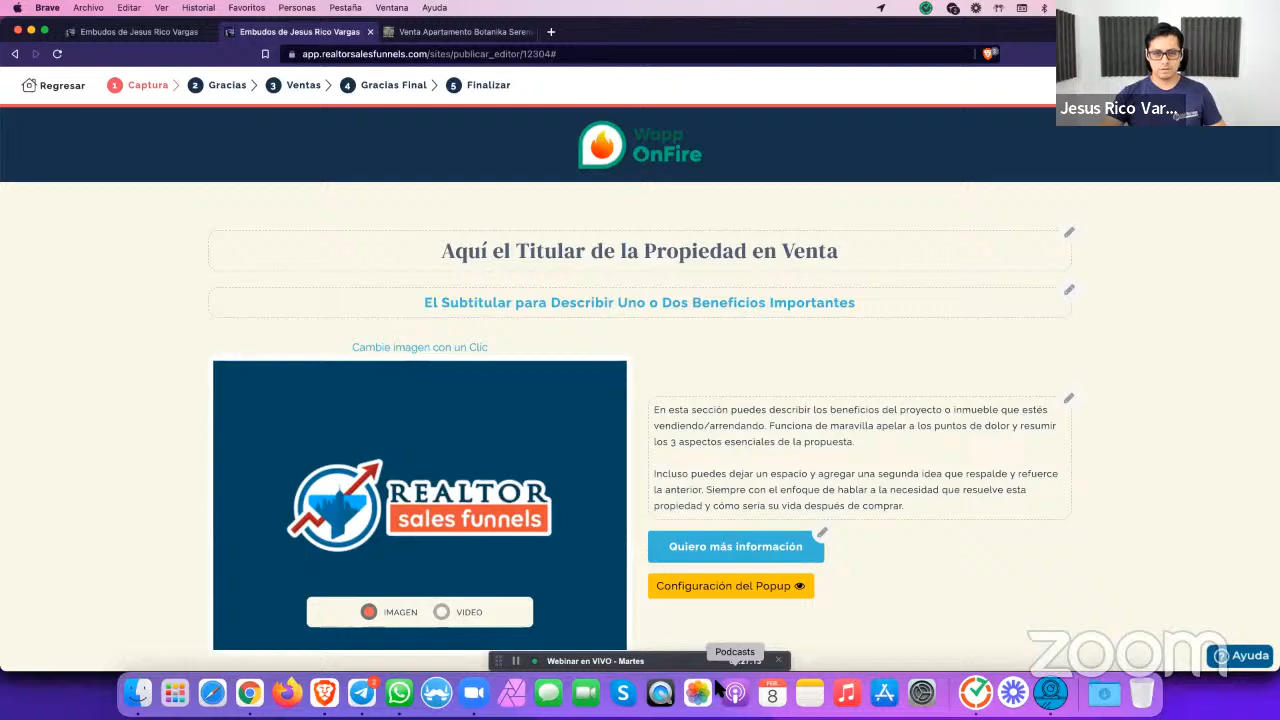 Brave Archivo Editar Ver Historial Favoritos Personas Pestaña Ventana Ayuda
Embudos de Jesus Rico Vargas
Embudos de Jesus Rico Vargas
Venta Apartamento Botanika Seren
app.realtorsalesfunnels.com/sites/publicar_editor/12304#
Jesus Rico Var...
Regresar 1 Captura 2 Gracias 3 Ventas 4 Gracias Final 5 Finalizar
Wapp
OnFire
Aquí el Titular de la Propiedad en Venta
El Subtitular para Describir Uno o Dos Beneficios Importantes
Cambie imagen con un Clic
REALTOR
sales funnels
IMAGEN VIDEO
En esta sección puedes describir los beneficios del proyecto o inmueble que estés
vendiendo/arrendando. Funciona de maravilla apelar a los puntos de dolor y resumir
los 3 aspectos esenciales de la propuesta.
Incluso puedes dejar un espacio y agregar una segunda idea que respalde y refuerce
la anterior. Siempre con el enfoque de hablar a la necesidad que resuelve esta
propiedad y cómo sería su vida después de comprar.
Quiero más información
Configuración del Popup
zoom
Ayuda
Podcasts
Webinar en VIVO - Martes
2
FEB.
8